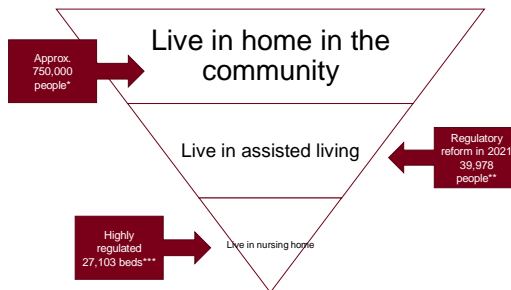 Live in home in the
community
Approx.
750,000
people*
Live in assisted living
Regulatory
reform in 2021
39,978
people**
Highly
regulated
27,103 beds***
Live in nursing home